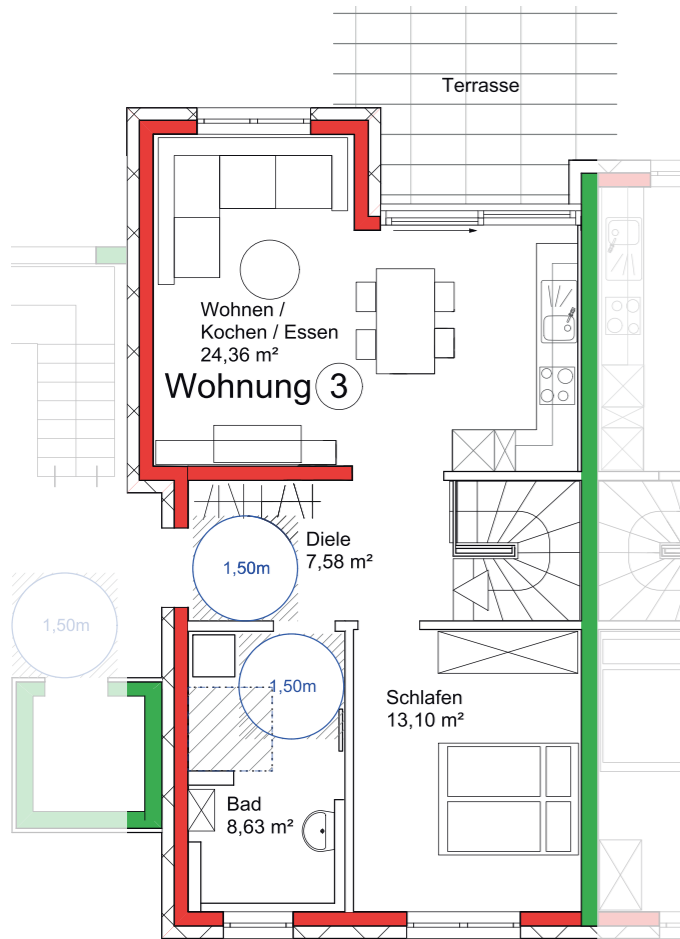 Terrasse
Wohnen /
Kochen / Essen
24,36 m²
Wohnung 3
Diele
7,58 m²
1,50m
1,50m
1,50m
Schlafen
13,10 m²
Bad
8,63 m²